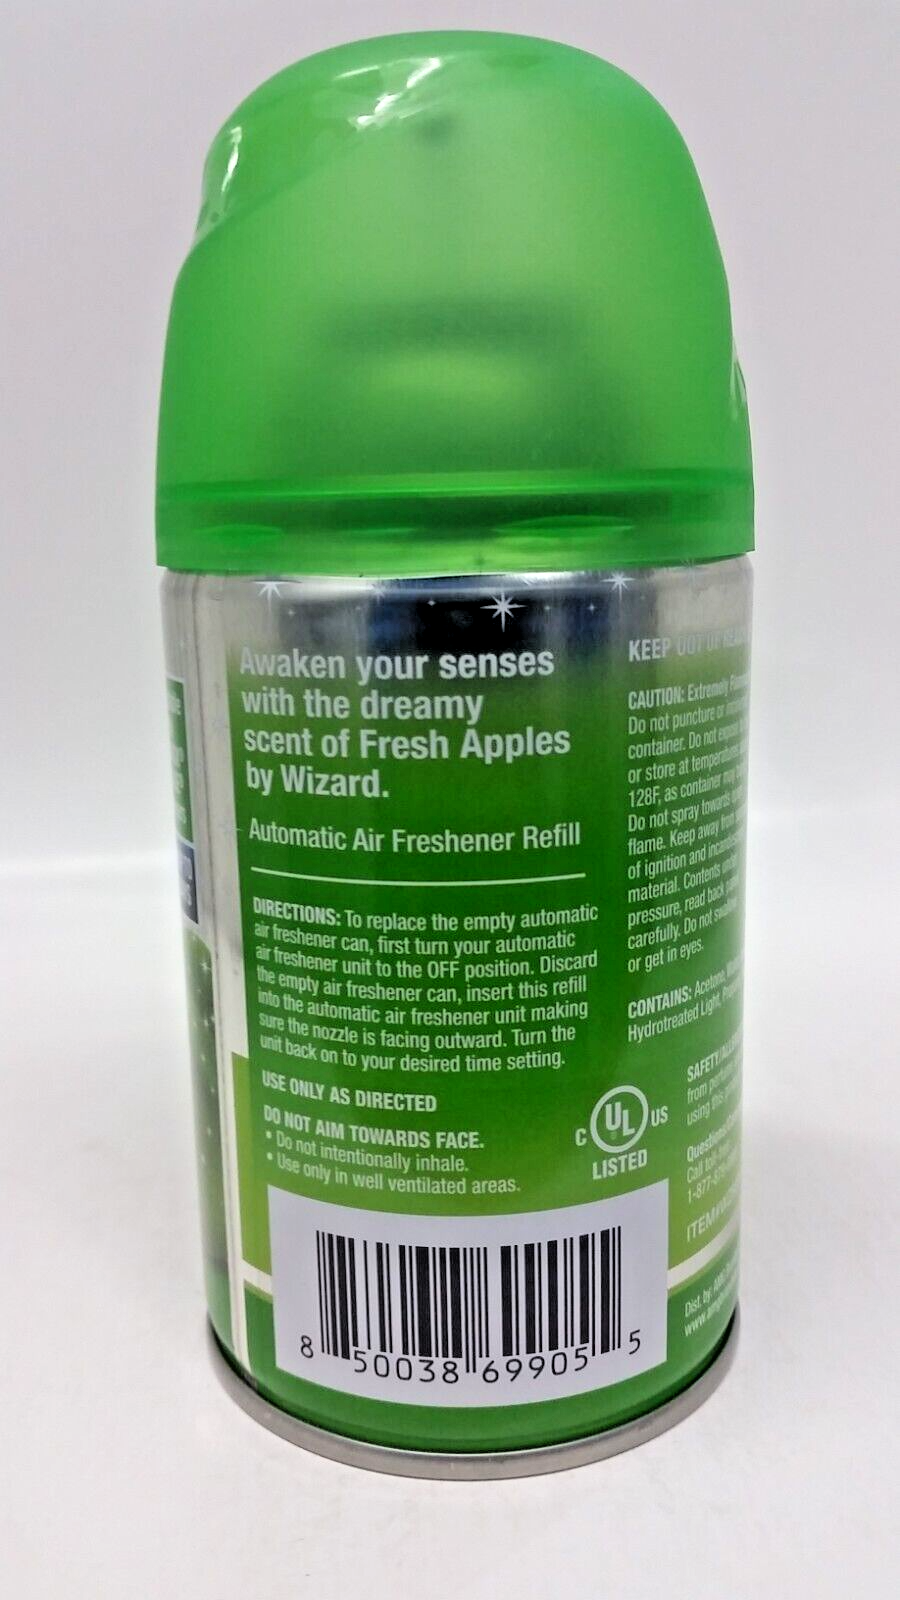 Awaken your senses
with the dreamy
scent of Fresh Apples
by Wizard.
Automatic Air Freshener Refill
DIRECTIONS: To replace the empty automatic
air freshener can, first turn your automatic
air freshener unit to the OFF position. Discard
the empty air freshener can, insert this refill
into the automatic air freshener unit making
sure the nozzle is facing outward. Turn the
unit back on to your desired time setting.
USE ONLY AS DIRECTED
DO NOT AIM TOWARDS FACE.
• Do not intentionally inhale.
• Use only in well ventilated areas.
C UL US
LISTED
8 50038 69905 5
KEEP OUT OF
CAUTION: Extremely
Do not puncture or
container. Do not
or store at
128F, as container may
Do not spray towards
flame. Keep away from
of ignition and
material. Contents
pressure, read back
carefully. Do not
or get in eyes.
CONTAINS: Acetone,
Hydrotreated Light,
from
using this
Call
Dist. by: